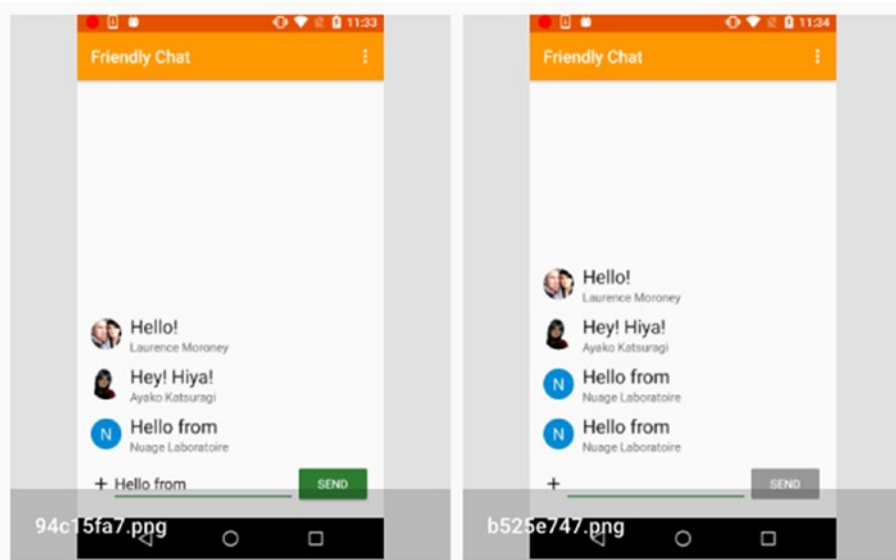 11:33
Friendly Chat
Hello!
Laurence Moroney
Hey! Hiya!
Ayako Katsuragi
N
Hello from
Nuage Laboratoire
+ Hello from
SEND
94c15fa7.png
11:34
Friendly Chat
Hello!
Laurence Moroney
Hey! Hiya!
Ayako Katsuragi
N
Hello from
Nuage Laboratoire
N
Hello from
Nuage Laboratoire
+
SEND
b525e747.png